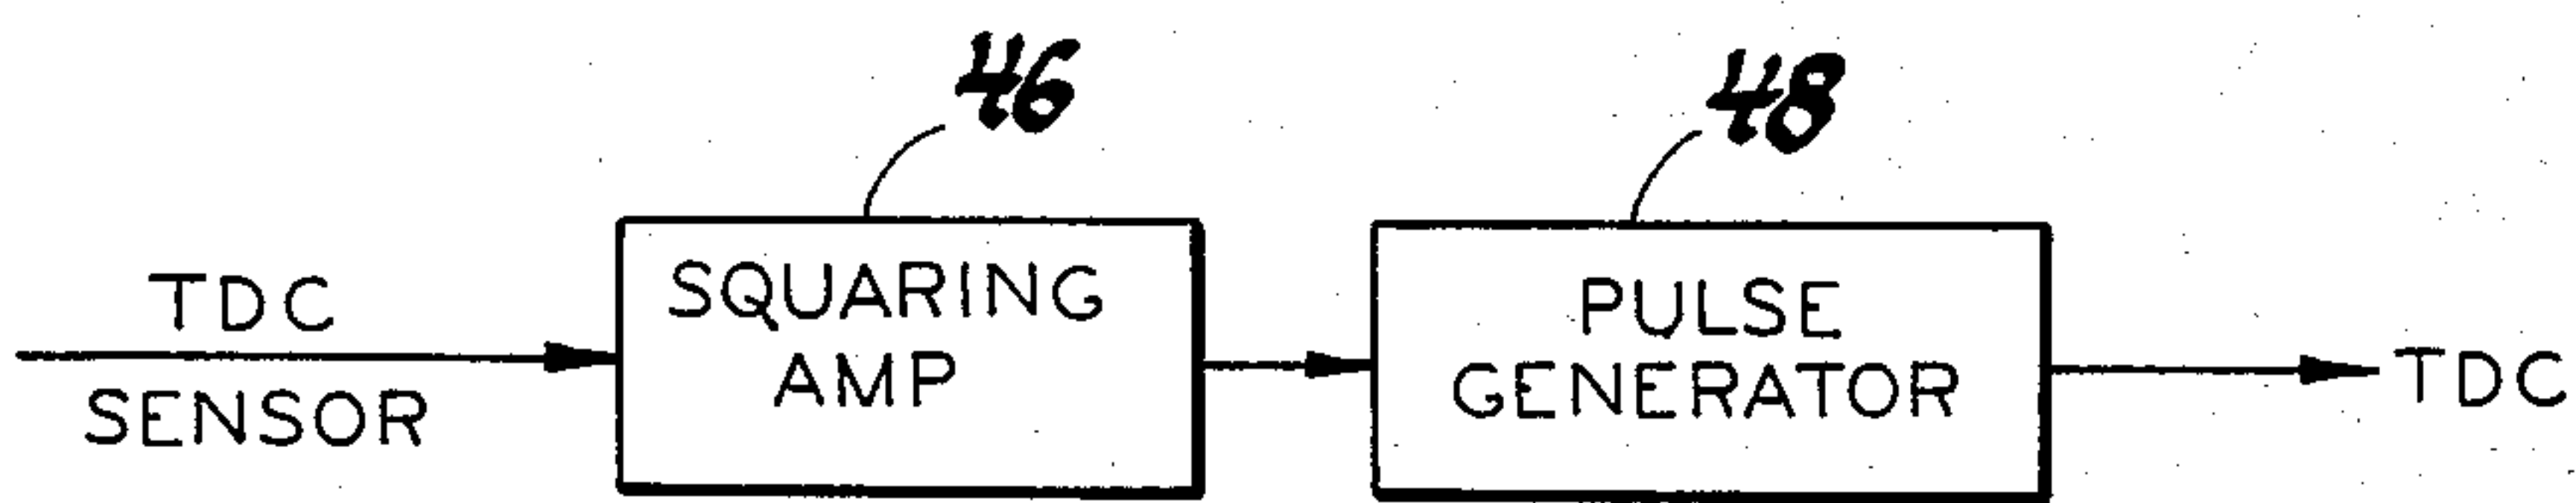 46
48
TDC
SENSOR
SQUARING
AMP
PULSE
GENERATOR
TDC